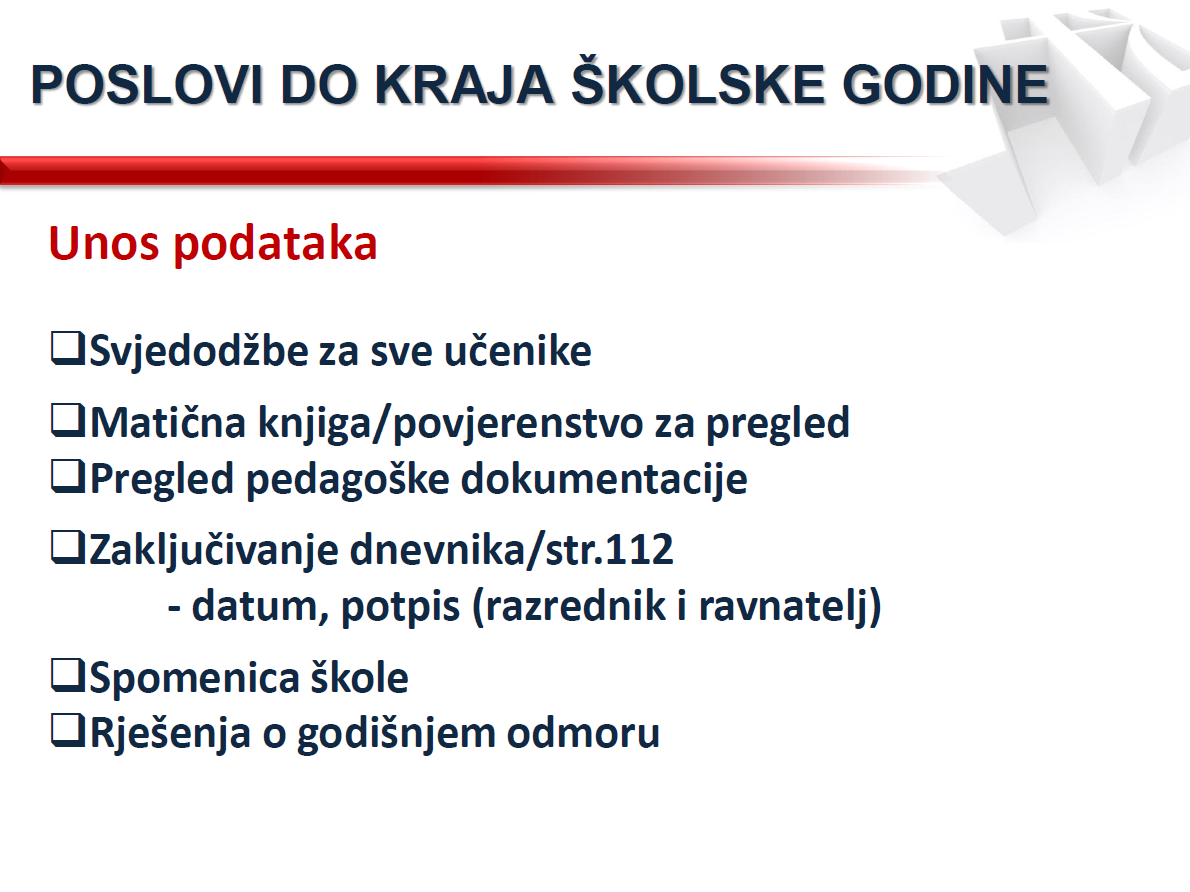 POSLOVI DO KRAJA ŠKOLSKE GODINE
Unos podataka
❑Svjedodžbe za sve učenike
❑Matična knjiga/povjerenstvo za pregled
❑Pregled pedagoške dokumentacije
❑Zaključivanje dnevnika/str.112
- datum, potpis (razrednik i ravnatelj)
❑Spomenica škole
❑Rješenja o godišnjem odmoru